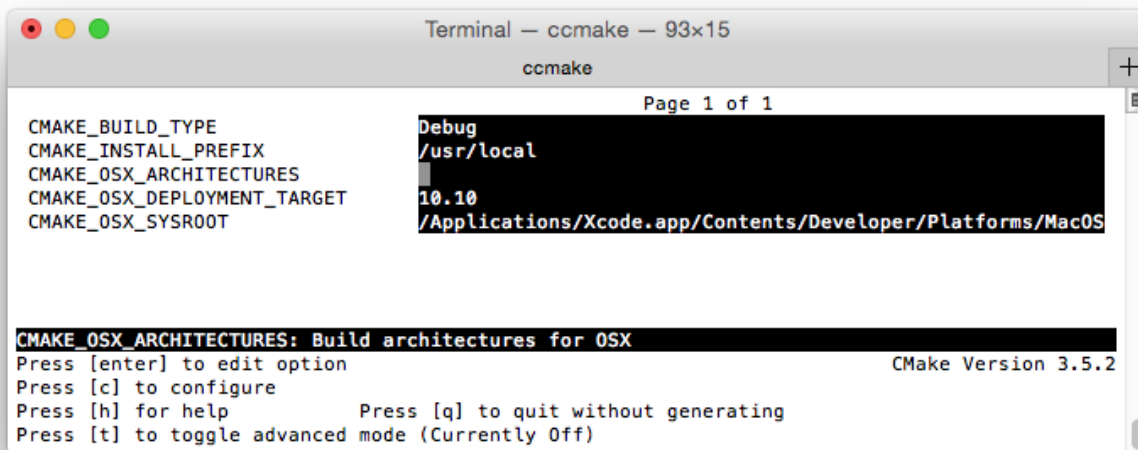 Terminal — ccmake — 93×15
ccmake
+
Page 1 of 1
CMAKE_BUILD_TYPE Debug
CMAKE_INSTALL_PREFIX /usr/local
CMAKE_OSX_ARCHITECTURES
CMAKE_OSX_DEPLOYMENT_TARGET 10.10
CMAKE_OSX_SYSROOT /Applications/Xcode.app/Contents/Developer/Platforms/MacOS
CMAKE_OSX_ARCHITECTURES: Build architectures for OSX
Press [enter] to edit option CMake Version 3.5.2
Press [c] to configure
Press [h] for help Press [q] to quit without generating
Press [t] to toggle advanced mode (Currently Off)